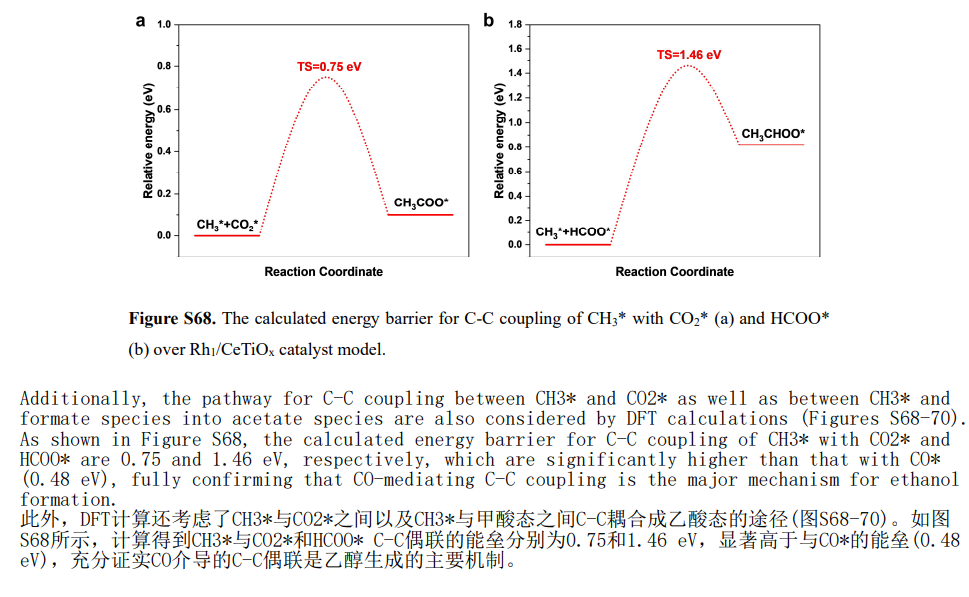 a
b
1.0
0.8
0.6
0.4
0.2
0.0
Relative energy (eV)
TS=0.75 eV
CH3*+CO2*
CH3COO*
Reaction Coordinate
1.8
1.6
1.4
1.2
1.0
0.8
0.6
0.4
0.2
0.0
Relative energy (eV)
TS=1.46 eV
CH3*+HCOO*
CH3CHOO*
Reaction Coordinate
Figure S68. The calculated energy barrier for C-C coupling of CH3* with CO2* (a) and HCOO*
(b) over Rh1/CeTiOx catalyst model.
Additionally, the pathway for C-C coupling between CH3* and CO2* as well as between CH3* and
formate species into acetate species are also considered by DFT calculations (Figures S68-70).
As shown in Figure S68, the calculated energy barrier for C-C coupling of CH3* with CO2* and
HCOO* are 0.75 and 1.46 eV, respectively, which are significantly higher than that with CO*
(0.48 eV), fully confirming that CO-mediating C-C coupling is the major mechanism for ethanol
formation.
此外，DFT计算还考虑了CH3*与CO2*之间以及CH3*与甲酸态之间C-C耦合成乙酸态的途径(图S68-70)。如图
S68所示，计算得到CH3*与CO2*和HCOO* C-C偶联的能垒分别为0.75和1.46 eV，显著高于与CO*的能垒(0.48
eV)，充分证实CO介导的C-C偶联是乙醇生成的主要机制。